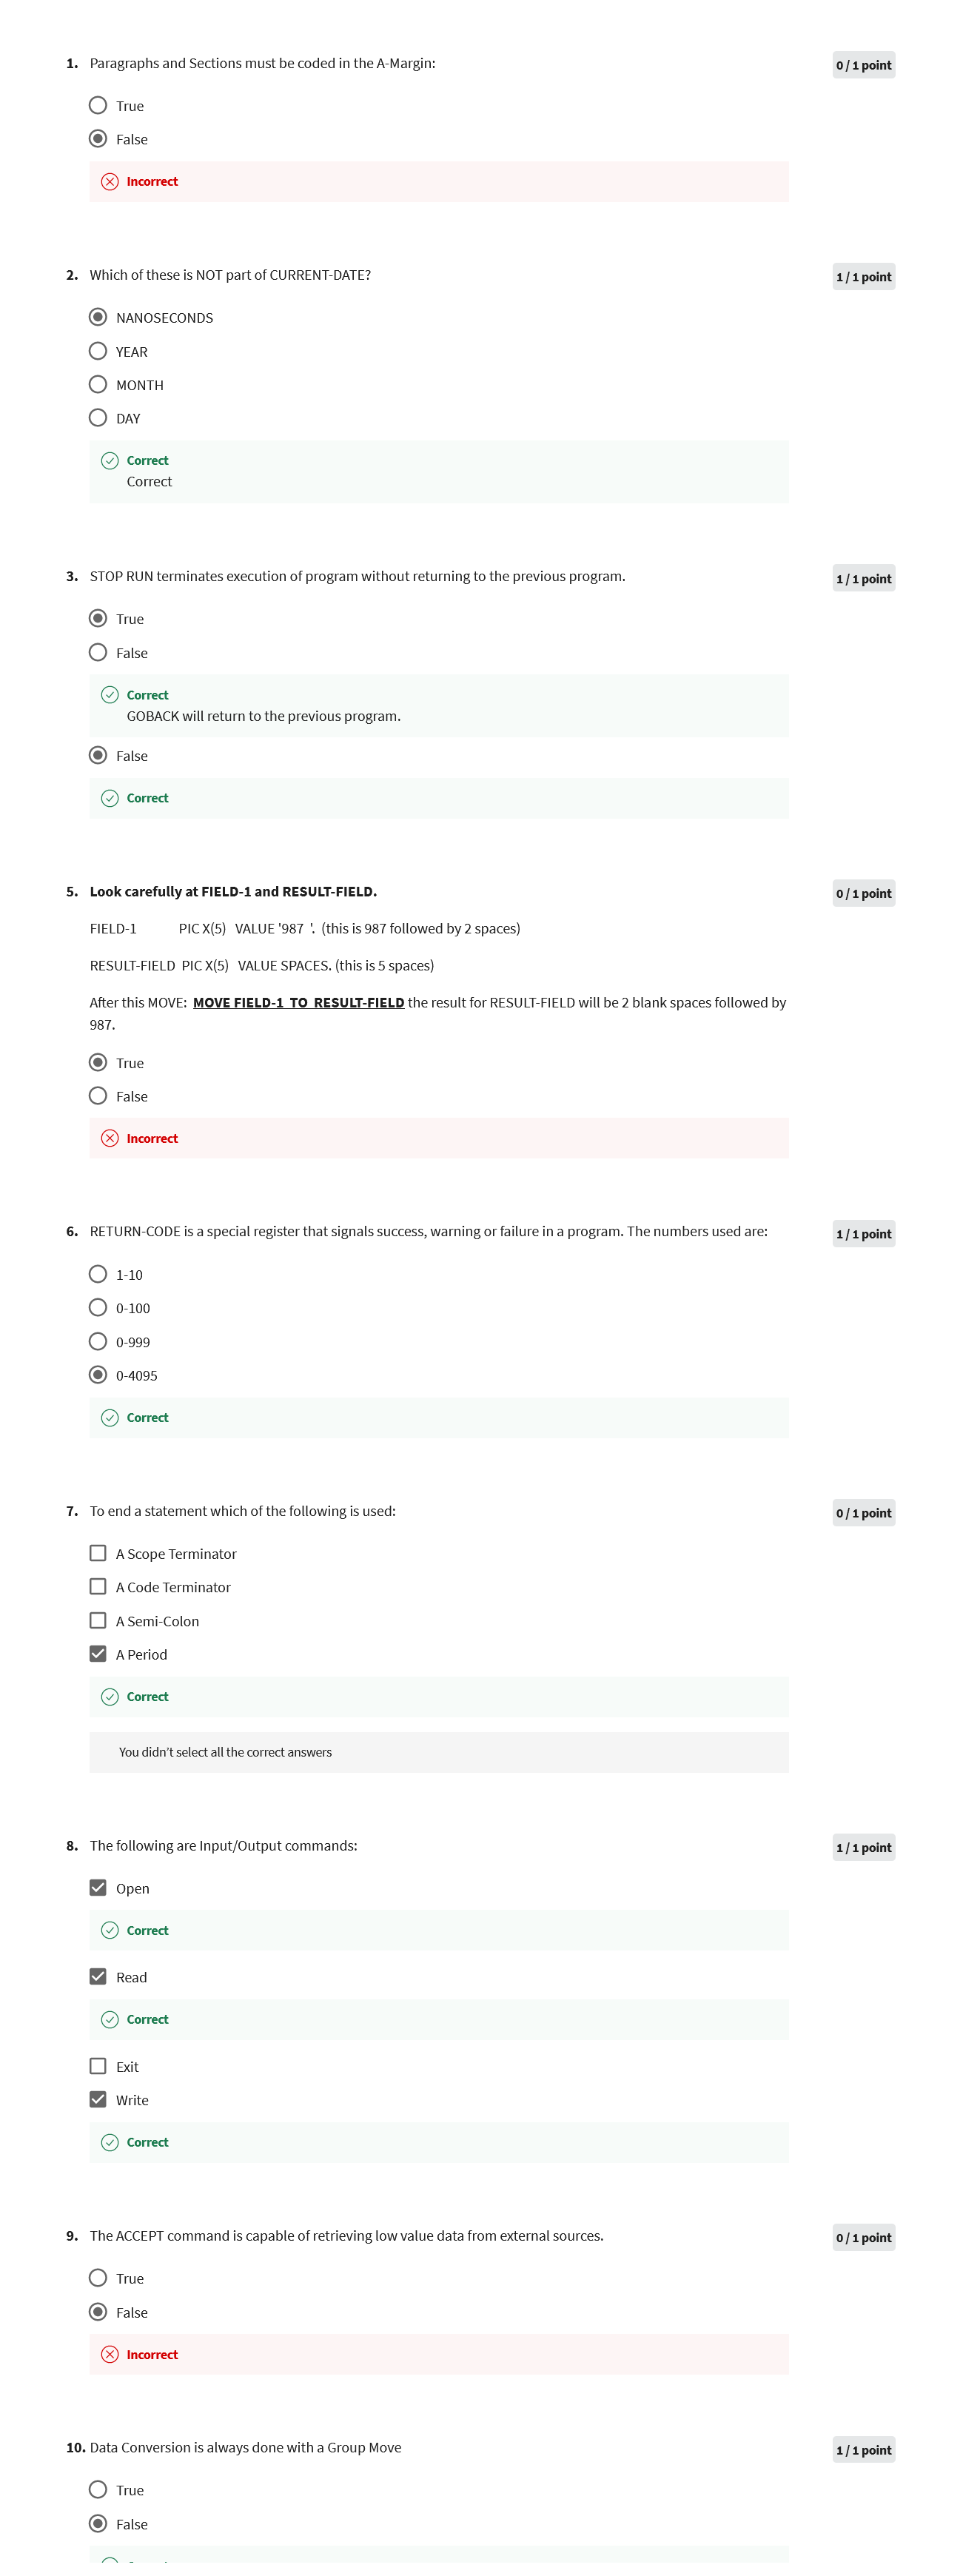 1. Paragraphs and Sections must be coded in the A-Margin:
0 / 1 point
True
False
Incorrect
2. Which of these is NOT part of CURRENT-DATE?
1 / 1 point
NANOSECONDS
YEAR
MONTH
DAY
Correct
Correct
3. STOP RUN terminates execution of program without returning to the previous program.
1 / 1 point
True
False
Correct
GOBACK will return to the previous program.
False
Correct
5. Look carefully at FIELD-1 and RESULT-FIELD.
0 / 1 point
FIELD-1 PIC X(5) VALUE '987 '. (this is 987 followed by 2 spaces)
RESULT-FIELD PIC X(5) VALUE SPACES. (this is 5 spaces)
After this MOVE: MOVE FIELD-1 TO RESULT-FIELD the result for RESULT-FIELD will be 2 blank spaces followed by
987.
True
False
Incorrect
6. RETURN-CODE is a special register that signals success, warning or failure in a program. The numbers used are:
1 / 1 point
1-10
0-100
0-999
0-4095
Correct
7. To end a statement which of the following is used:
0 / 1 point
A Scope Terminator
A Code Terminator
A Semi-Colon
A Period
Correct
You didn't select all the correct answers
8. The following are Input/Output commands:
1 / 1 point
Open
Correct
Read
Correct
Exit
Write
Correct
9. The ACCEPT command is capable of retrieving low value data from external sources.
0 / 1 point
True
False
Incorrect
10. Data Conversion is always done with a Group Move
1 / 1 point
True
False